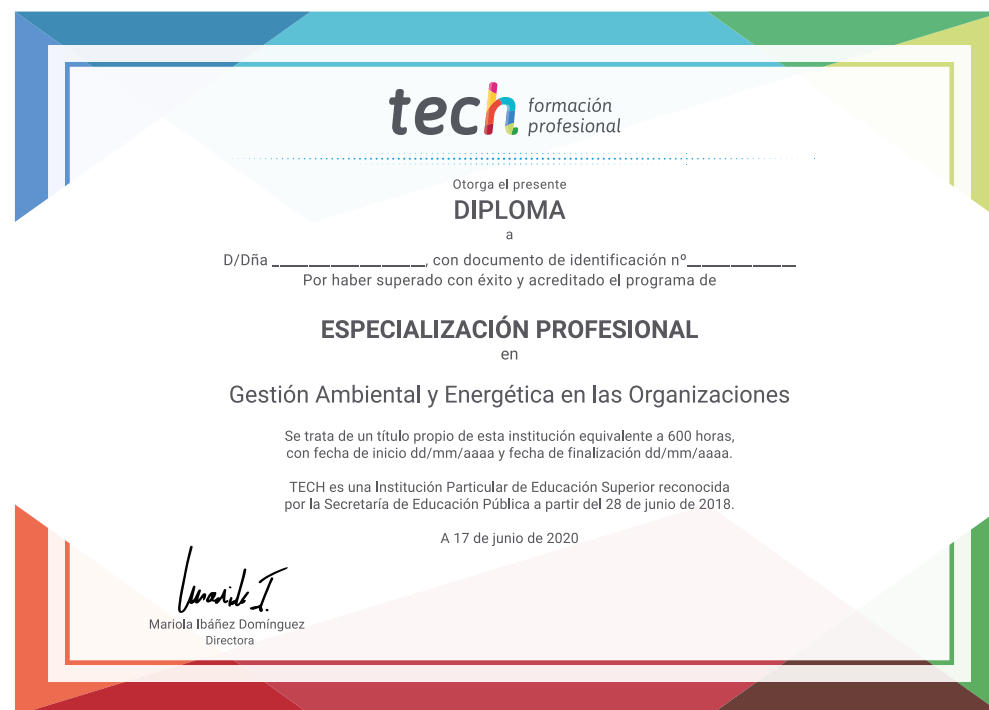 tech formación
profesional
Otorga el presente
DIPLOMA
a
D/Dña ____________________, con documento de identificación nº______________
Por haber superado con éxito y acreditado el programa de
ESPECIALIZACIÓN PROFESIONAL
en
Gestión Ambiental y Energética en las Organizaciones
Se trata de un título propio de esta institución equivalente a 600 horas,
con fecha de inicio dd/mm/aaaa y fecha de finalización dd/mm/aaaa.
TECH es una Institución Particular de Educación Superior reconocida
por la Secretaría de Educación Pública a partir del 28 de junio de 2018.
A 17 de junio de 2020
Mariola Ibáñez Domínguez
Directora